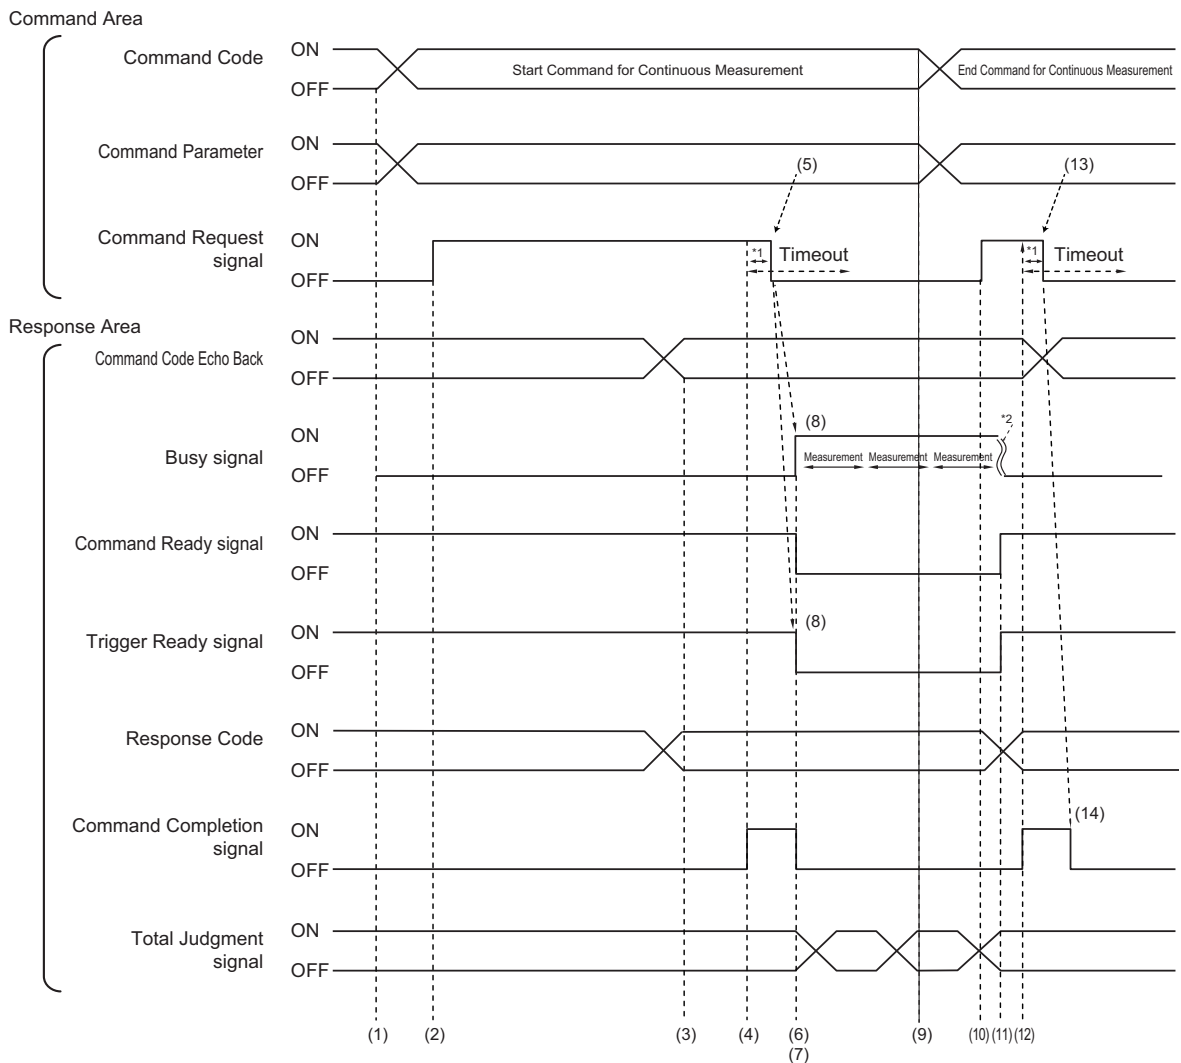 Command Area
Command Code
ON
OFF
Start Command for Continuous Measurement
End Command for Continuous Measurement
Command Parameter
ON
OFF
(5)
(13)
Command Request
signal
ON
OFF
*1
Timeout
*1
Timeout
Response Area
Command Code Echo Back
ON
OFF
Busy signal
ON
OFF
(8)
*2
Measurement
Measurement
Measurement
Command Ready signal
ON
OFF
Trigger Ready signal
ON
OFF
(8)
Response Code
ON
OFF
Command Completion
signal
ON
OFF
(14)
Total Judgment
signal
ON
OFF
(1)
(2)
(3)
(4)
(6)
(7)
(9)
(10)
(11)
(12)